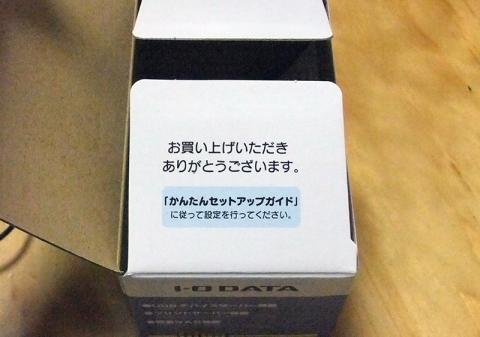 お買い上げいただき
ありがとうございます。
「かんたんセットアップガイド」
に従って設定を行ってください。
I-O DATA